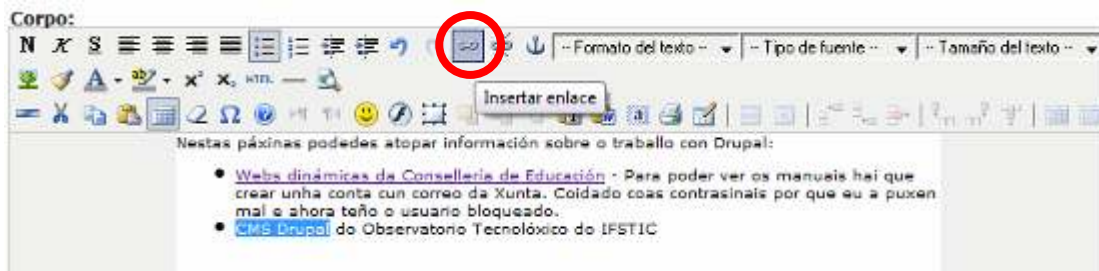 Corpo:
N K S -- Formato del texto -- -- Tipo de fuente -- -- Tamaño del texto --
A - ab - x² x, HTML
Insertar enlace
Nestas páxinas podedes atopar información sobre o traballo con Drupal:
Webs dinámicas da Consellería de Educación - Para poder ver os manuais hai que
crear unha conta cun correo da Xunta. Coidado coas contrasinais por que eu a puxen
mal e ahora teño o usuario bloqueado.
CMS Drupal do Observatorio Tecnolóxico do IFSTIC